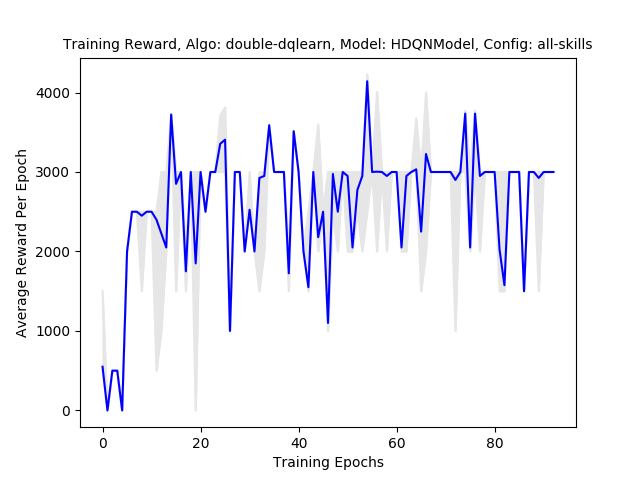 Training Reward, Algo: double-dqlearn, Model: HDQNModel, Config: all-skills
Average Reward Per Epoch
4000
3000
2000
1000
0
0 20 40 60 80
Training Epochs